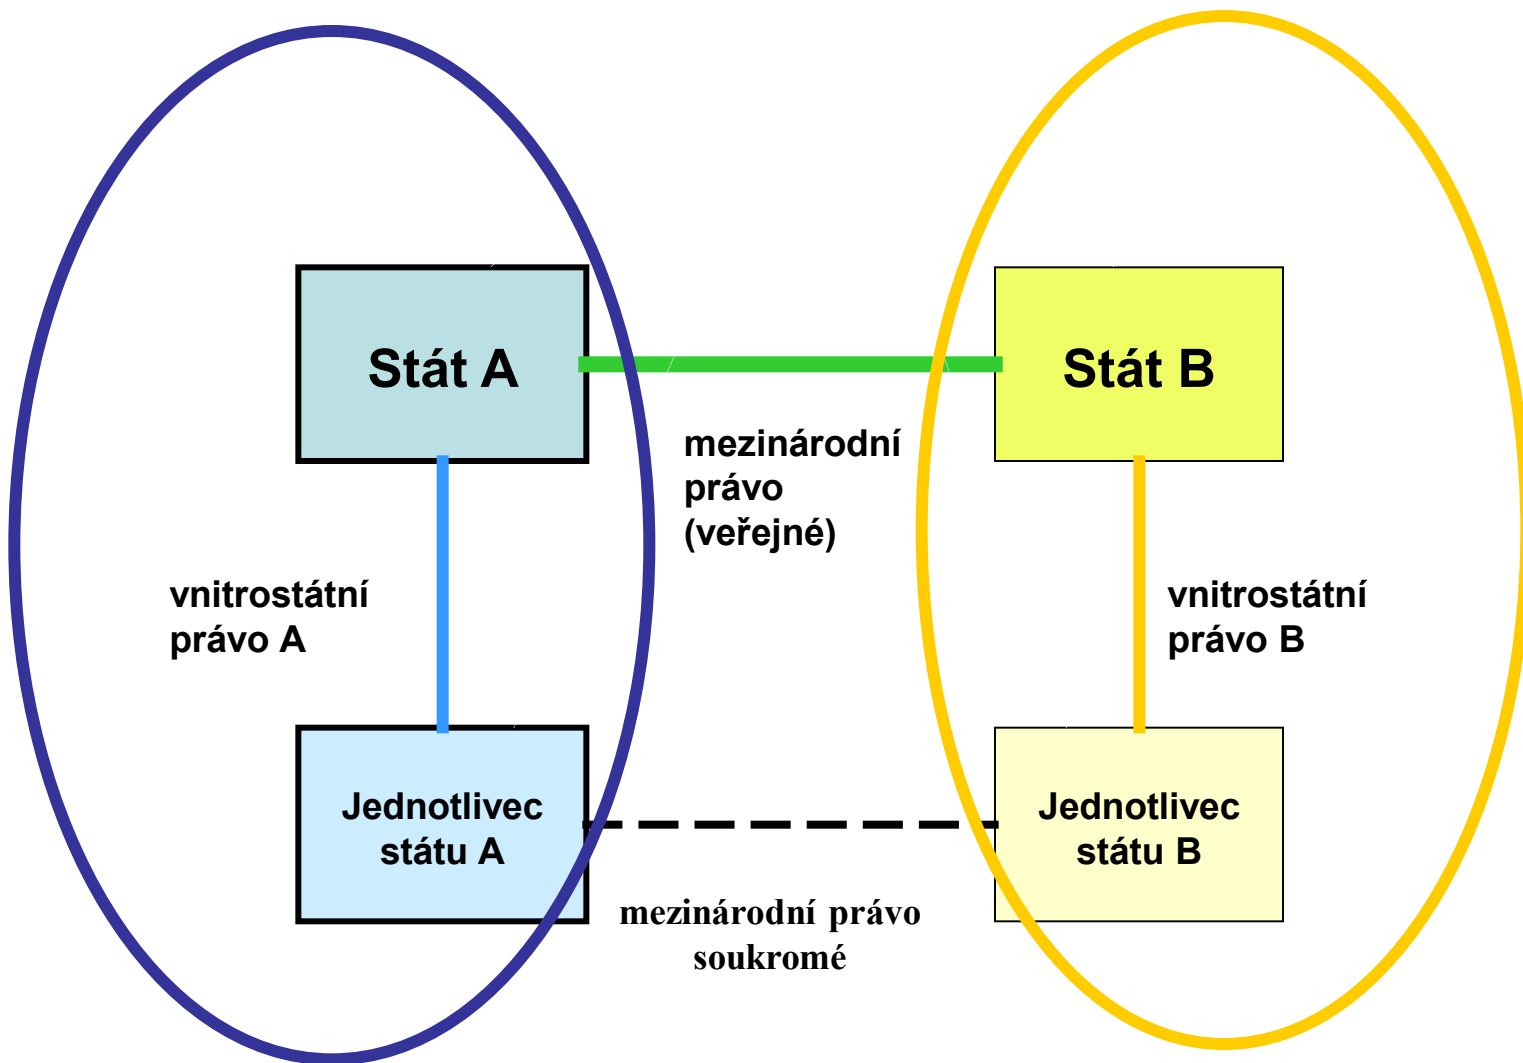 Stát A
Stát B
mezinárodní
právo
(veřejné)
vnitrostátní
právo A
vnitrostátní
právo B
Jednotlivec
státu A
Jednotlivec
státu B
mezinárodní právo
soukromé